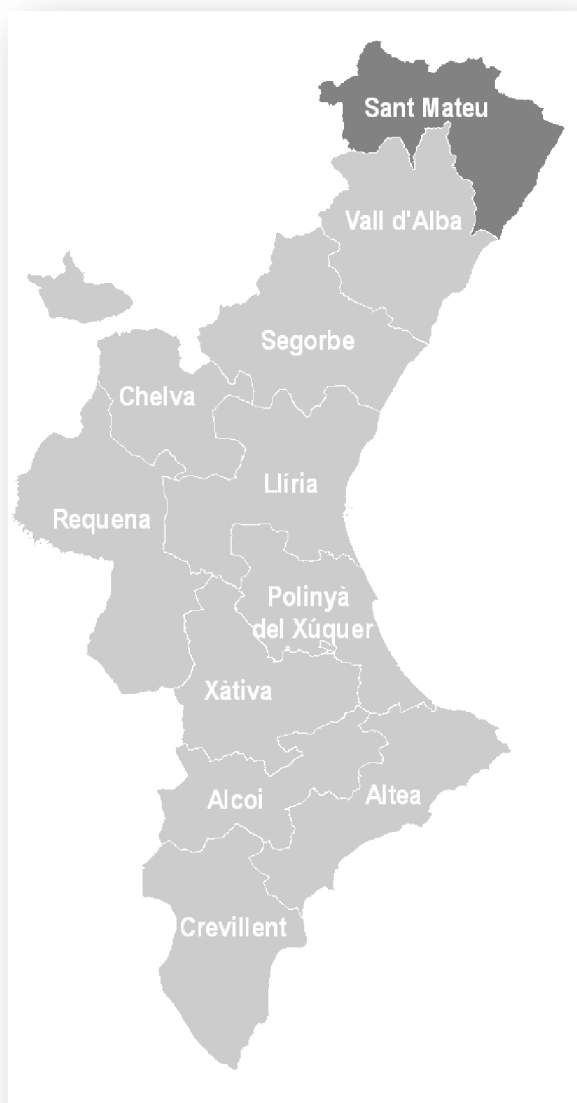 Sant Mateu
Vall d'Alba
Segorbe
Chelva
Llíria
Requena
Polinyà
del Xúquer
Xàtiva
Alcoi
Altea
Crevillent